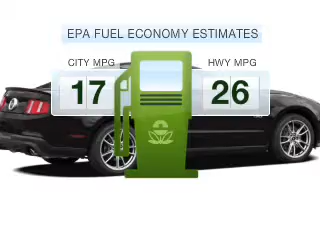 EPA FUEL ECONOMY ESTIMATES
CITY MPG
HWY MPG
17
26